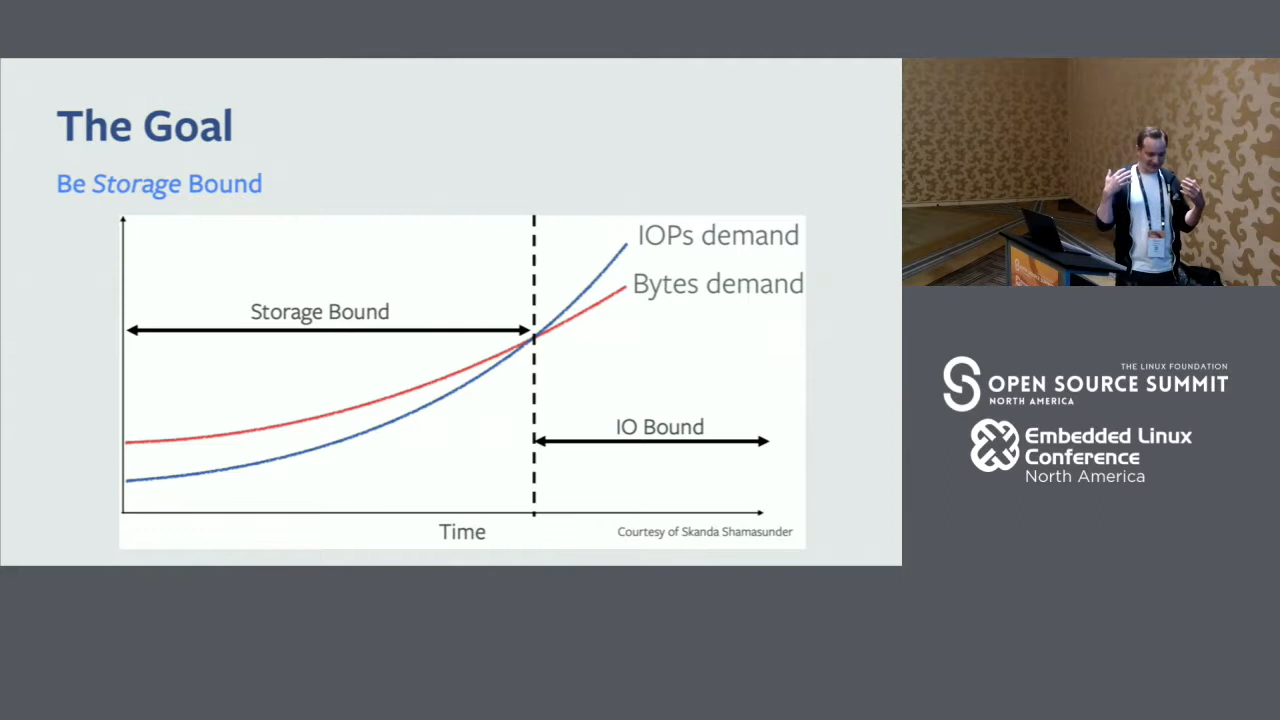 The Goal
Be Storage Bound
IOPs demand
Bytes demand
Storage Bound
IO Bound
Time
Courtesy of Skanda Shamasunder
THE LINUX FOUNDATION
OPEN SOURCE SUMMIT
NORTH AMERICA
Embedded Linux
Conference
North America